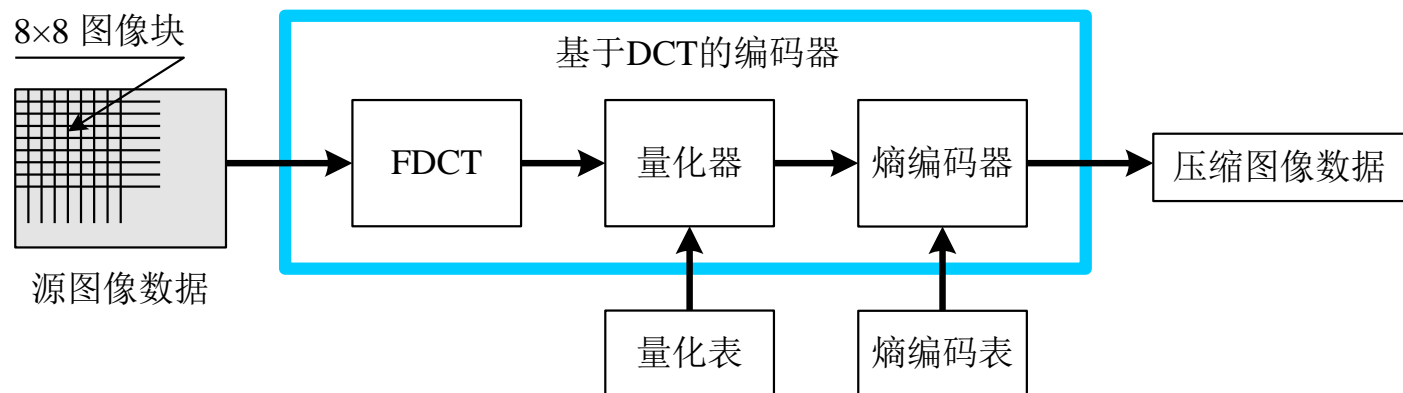 8×8 图像块
基于DCT的编码器
FDCT
量化器
熵编码器
压缩图像数据
源图像数据
量化表
熵编码表